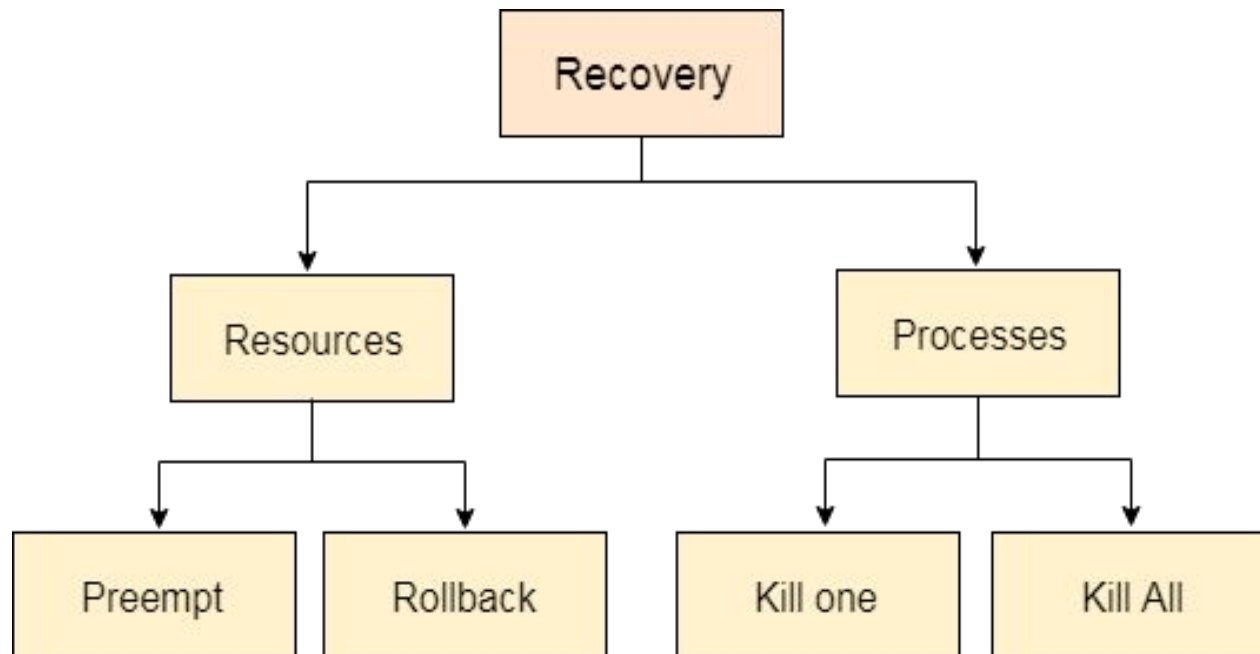 Recovery
Resources
Processes
Preempt
Rollback
Kill one
Kill All